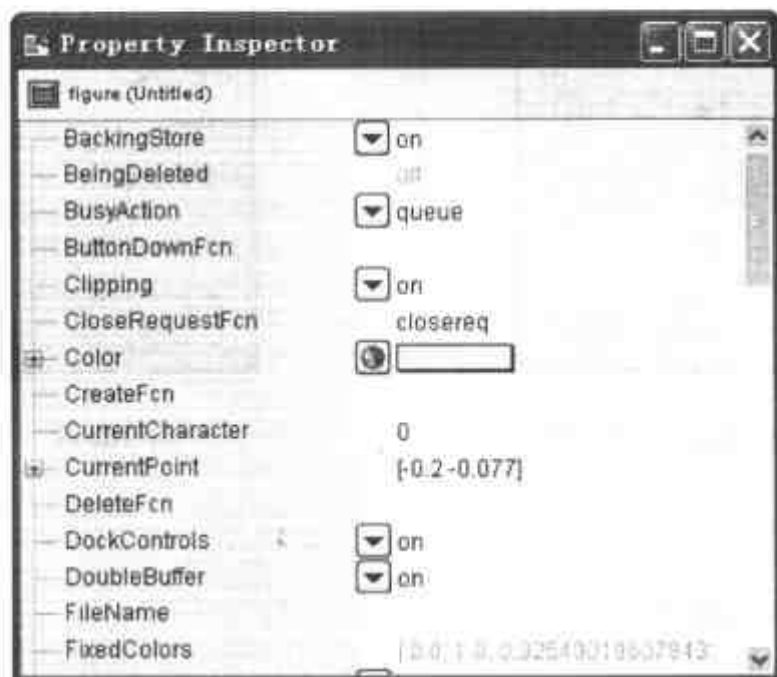 Property Inspector
figure (Untitled)
BackingStore on
BeingDeleted off
BusyAction queue
ButtonDownFcn
Clipping on
CloseRequestFcn closereq
Color
CreateFcn
CurrentCharacter 0
CurrentPoint [-0.2 -0.077]
DeleteFcn
DockControls on
DoubleBuffer on
FileName
FixedColors